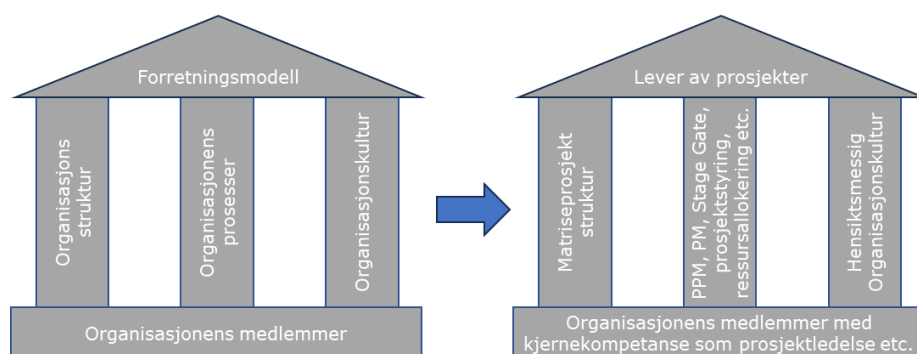 Forretningsmodell
Organisasjons
struktur
Organisasjonens
prosesser
Organisasjonskultur
Organisasjonens medlemmer
Lever av prosjekter
Matriseprosjekt
struktur
PPM, PM, Stage Gate,
prosjektstyring,
ressursallokering etc.
Hensiktsmessig
Organisasjonskultur
Organisasjonens medlemmer med
kjernekompetanse som prosjektledelse etc.